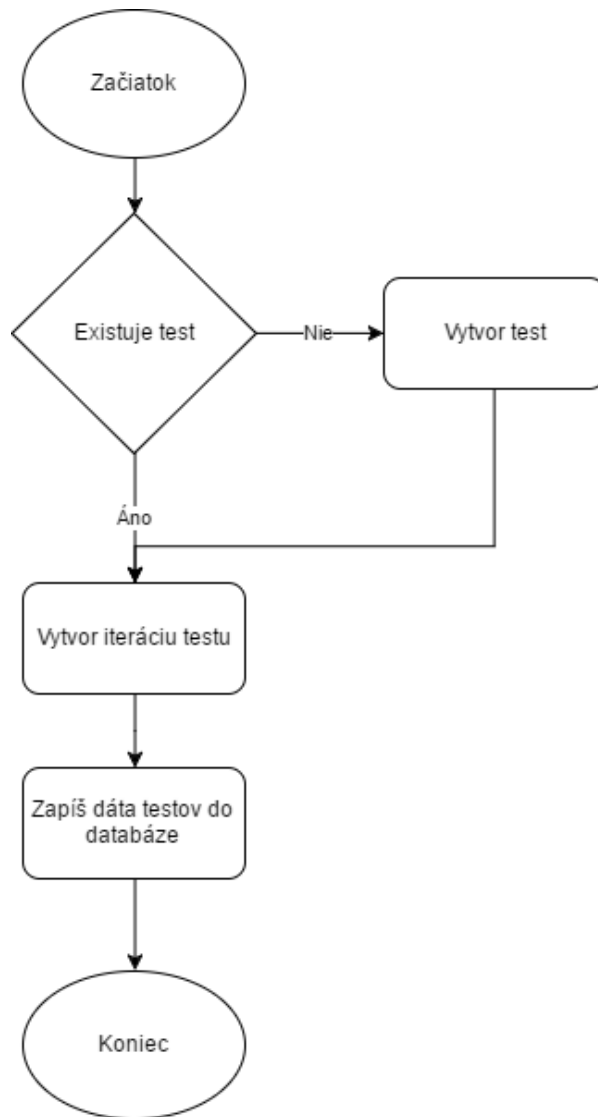 Začiatok
Existuje test
Nie
Vytvor test
Áno
Vytvor iteráciu testu
Zapíš dáta testov do
databáze
Koniec